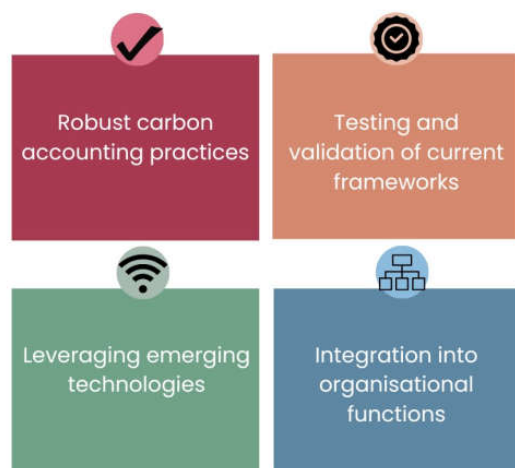 Robust carbon
accounting practices
Testing and
validation of current
frameworks
Leveraging emerging
technologies
Integration into
organisational
functions